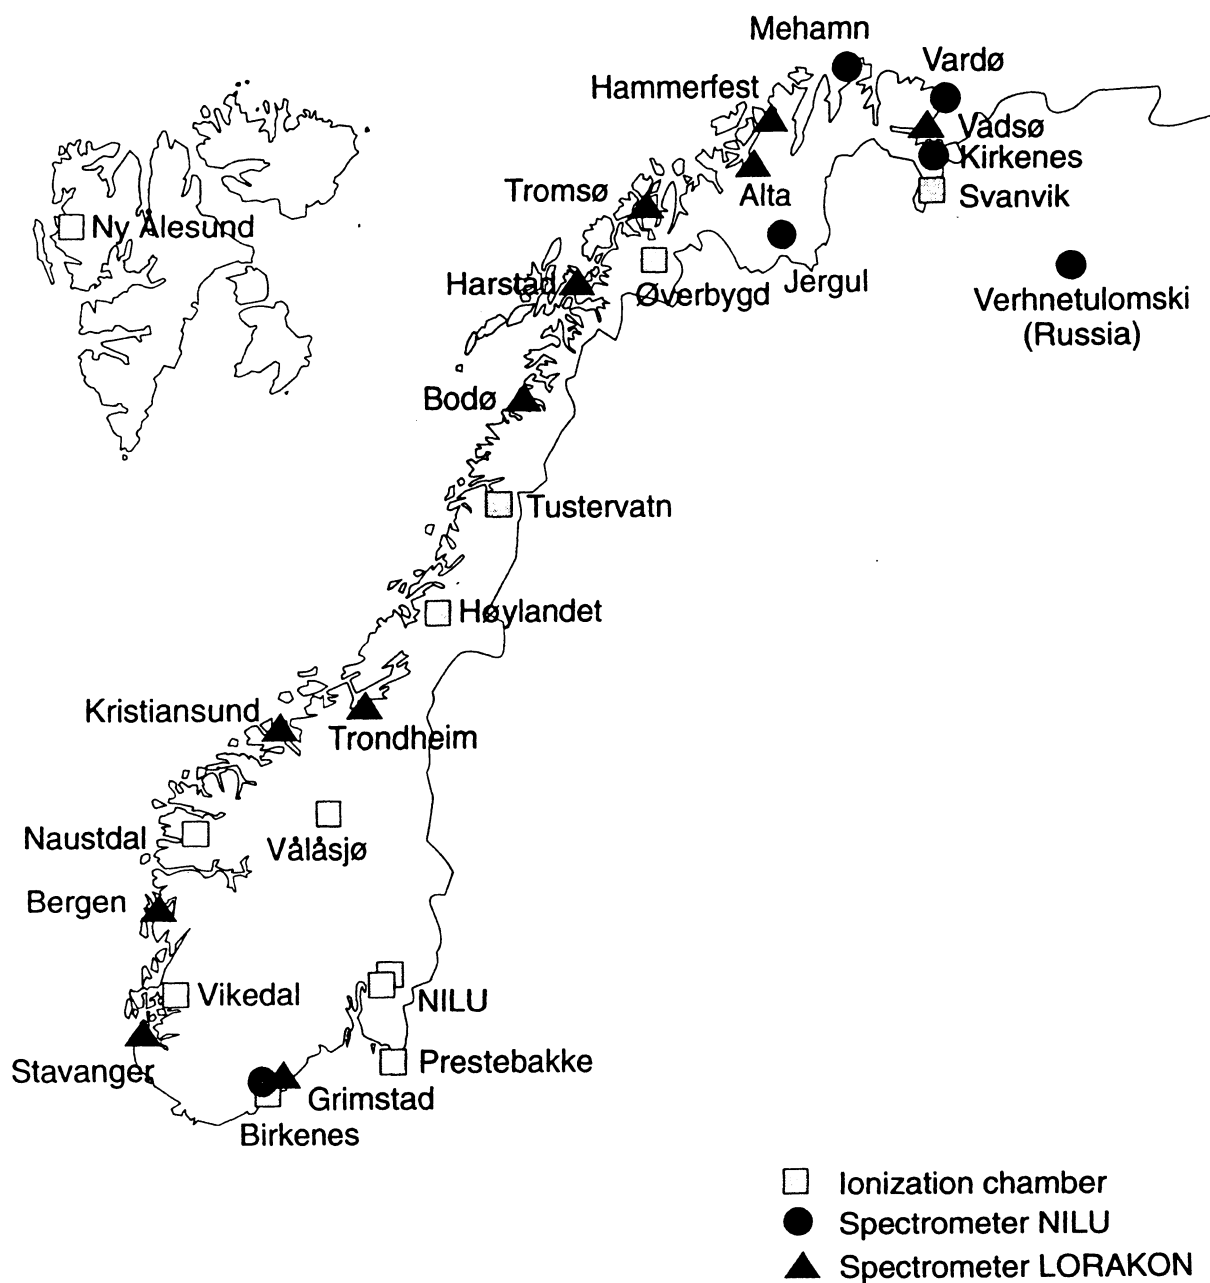 Mehamn
Vardø
Hammerfest
Vadsø
Kirkenes
Tromsø
Alta
Svanvik
Ny Ålesund
Harstad
Øverbygd
Jergul
Verhnetulomski
(Russia)
Bodø
Tustervatn
Høylandet
Kristiansund
Trondheim
Naustdal
Vålåsjø
Bergen
Vikedal
NILU
Prestebakke
Stavanger
Grimstad
Birkenes
Ionization chamber
Spectrometer NILU
Spectrometer LORAKON